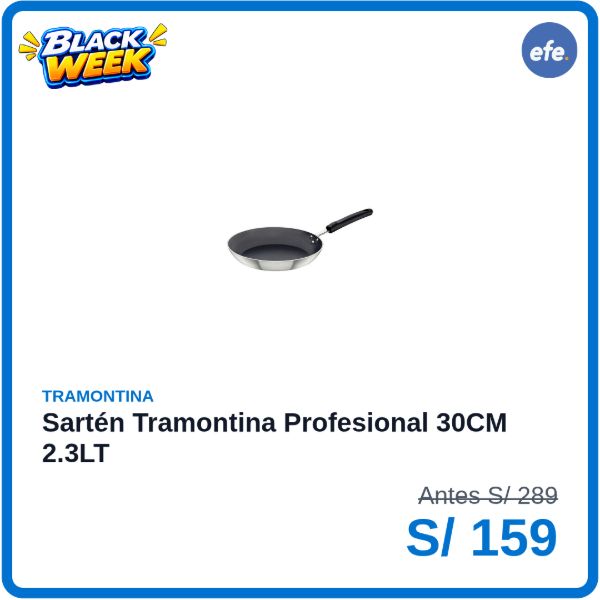 BLACK
WEEK
efe.
TRAMONTINA
Sartén Tramontina Profesional 30CM
2.3LT
Antes S/ 289
S/ 159